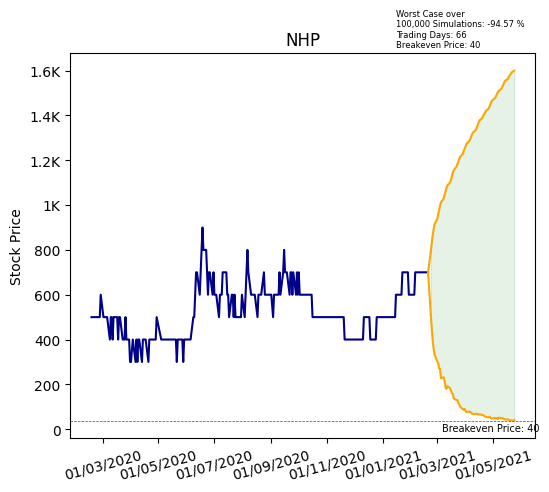 Worst Case over
100,000 Simulations: -94.57 %
Trading Days: 66
Breakeven Price: 40
NHP
1.6K
1.4K
1.2K
1K
800
600
400
200
0
Stock Price
Breakeven Price: 40
01/03/2020
01/05/2020
01/07/2020
01/09/2020
01/11/2020
01/01/2021
01/03/2021
01/05/2021